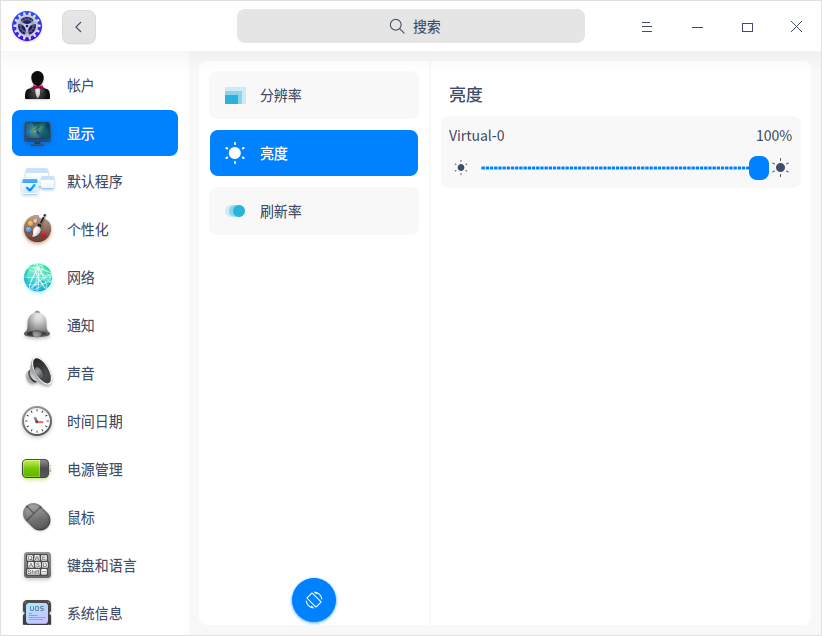 搜索
帐户
显示
默认程序
个性化
网络
通知
声音
时间日期
电源管理
鼠标
键盘和语言
系统信息
分辨率
亮度
刷新率
亮度
Virtual-0
100%
UOS